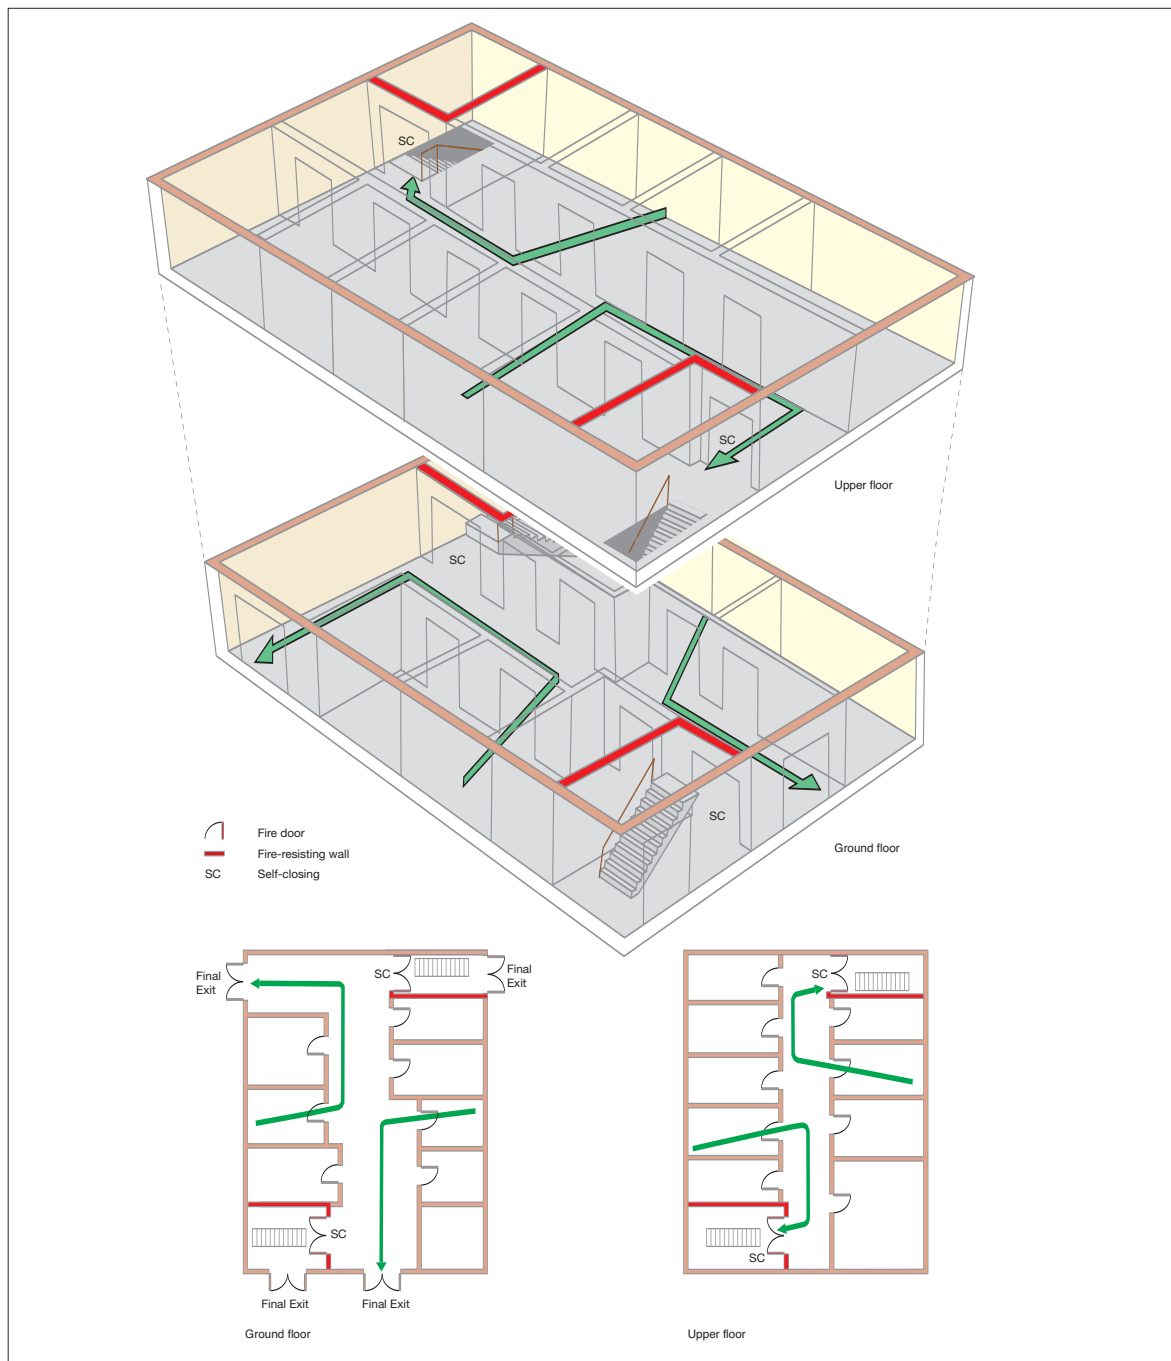 SC
SC
Upper floor
SC
SC
Ground floor
Fire door
Fire-resisting wall
SC
Self-closing
Final
Exit
SC
Final
Exit
SC
Final Exit
Final Exit
Ground floor
SC
SC
Upper floor